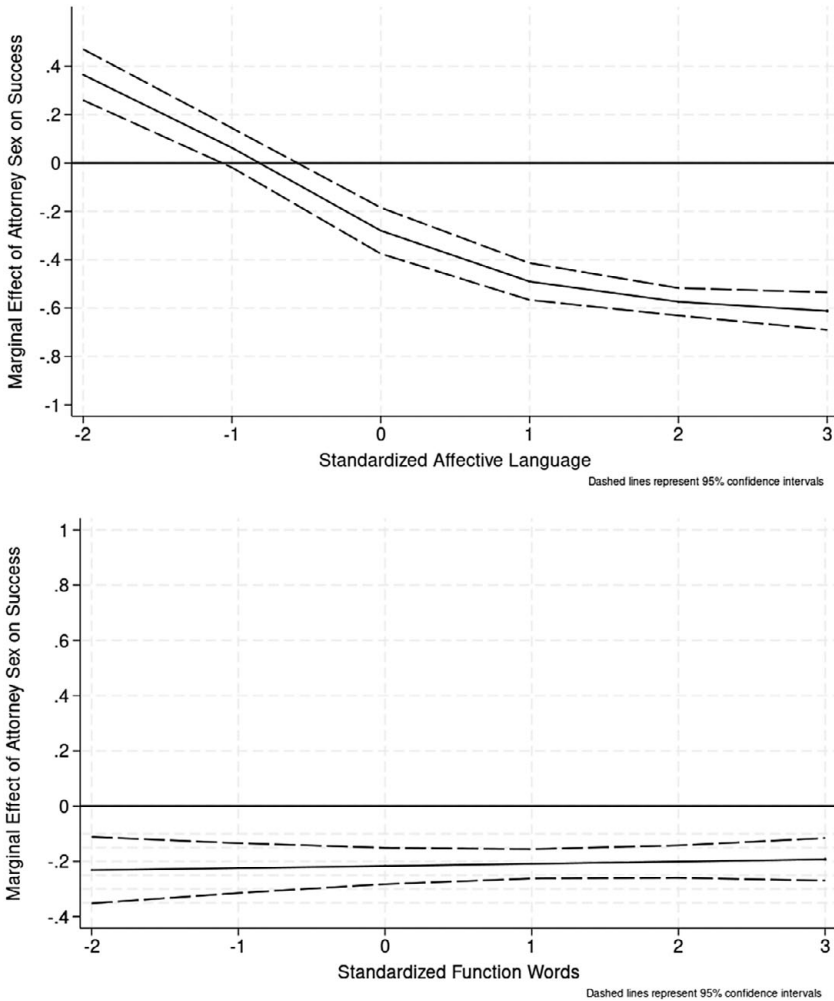 Marginal Effect of Attorney Sex on Success
.4
.2
0
-.2
-.4
-.6
-.8
-1
-2 -1 0 1 2 3
Standardized Affective Language
Dashed lines represent 95% confidence intervals
Marginal Effect of Attorney Sex on Success
1
.8
.6
.4
.2
0
-.2
-.4
-2 -1 0 1 2 3
Standardized Function Words
Dashed lines represent 95% confidence intervals